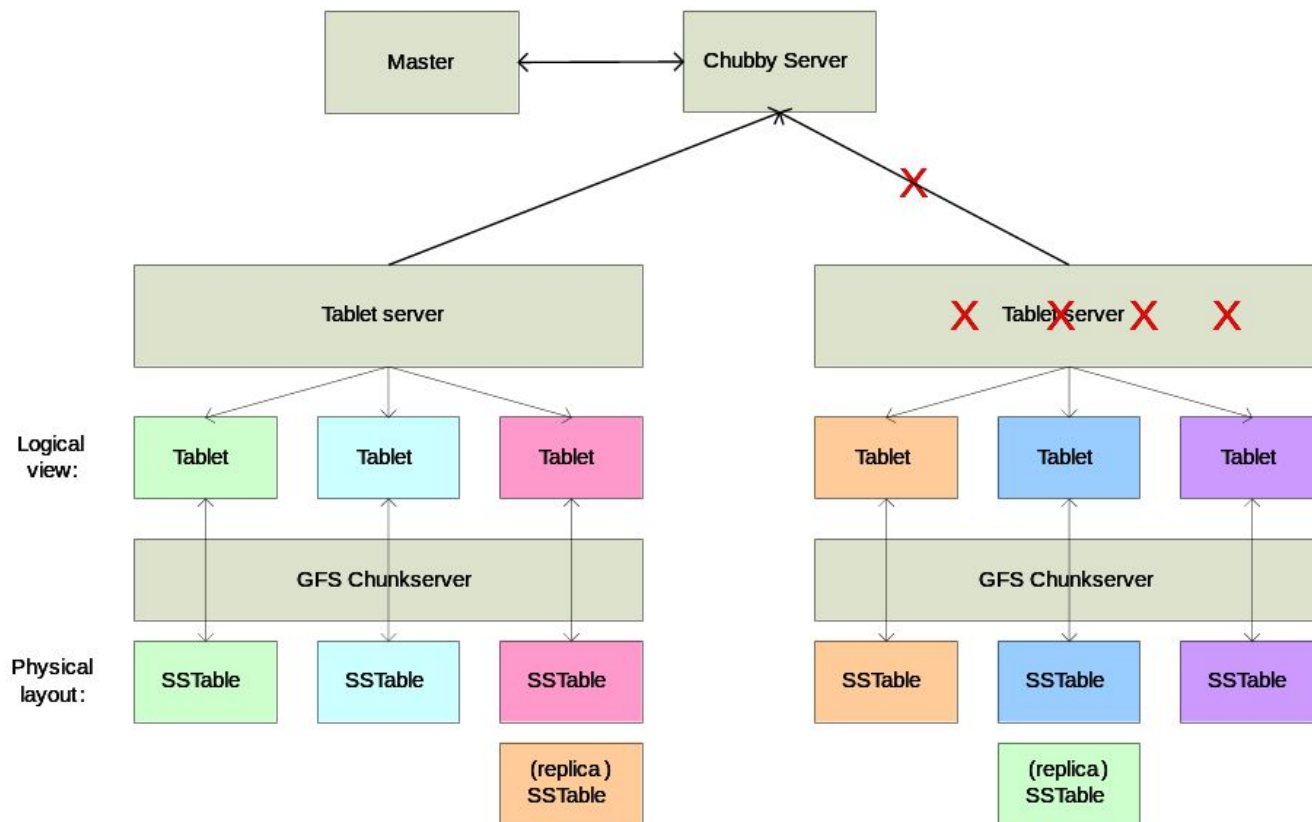 Master
Chubby Server
X
Tablet server
Tablet server
X X X X
Logical
view:
Tablet
Tablet
Tablet
Tablet
Tablet
Tablet
GFS Chunkserver
GFS Chunkserver
Physical
layout:
SSTable
SSTable
SSTable
SSTable
SSTable
SSTable
(replica)
SSTable
(replica)
SSTable